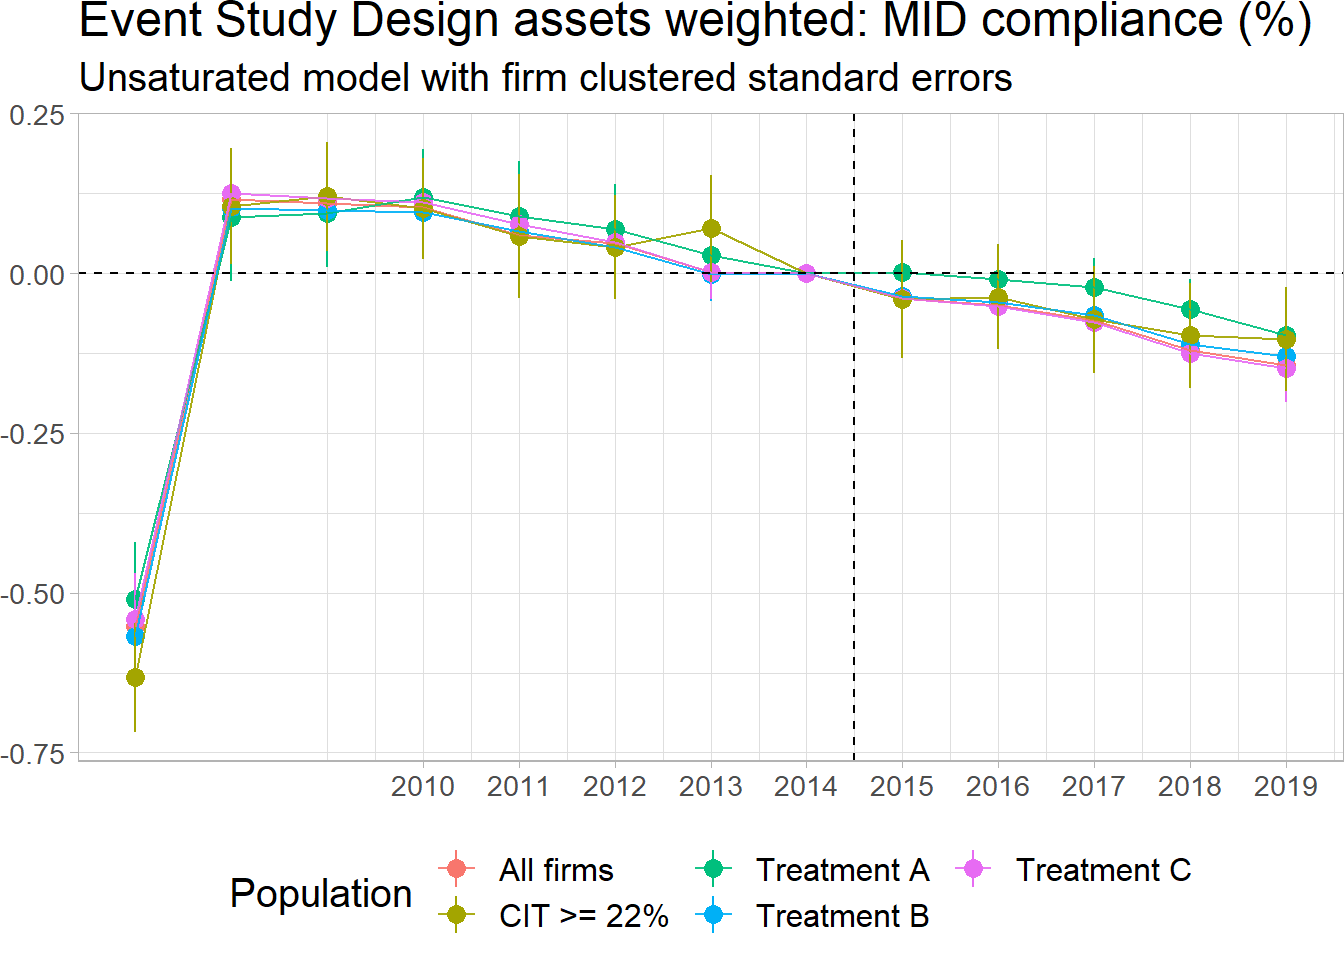 Event Study Design assets weighted: MID compliance (%)
Unsaturated model with firm clustered standard errors
0.25
0.00
-0.25
-0.50
-0.75
2010 2011 2012 2013 2014 2015 2016 2017 2018 2019
Population
All firms Treatment A Treatment C
CIT >= 22% Treatment B